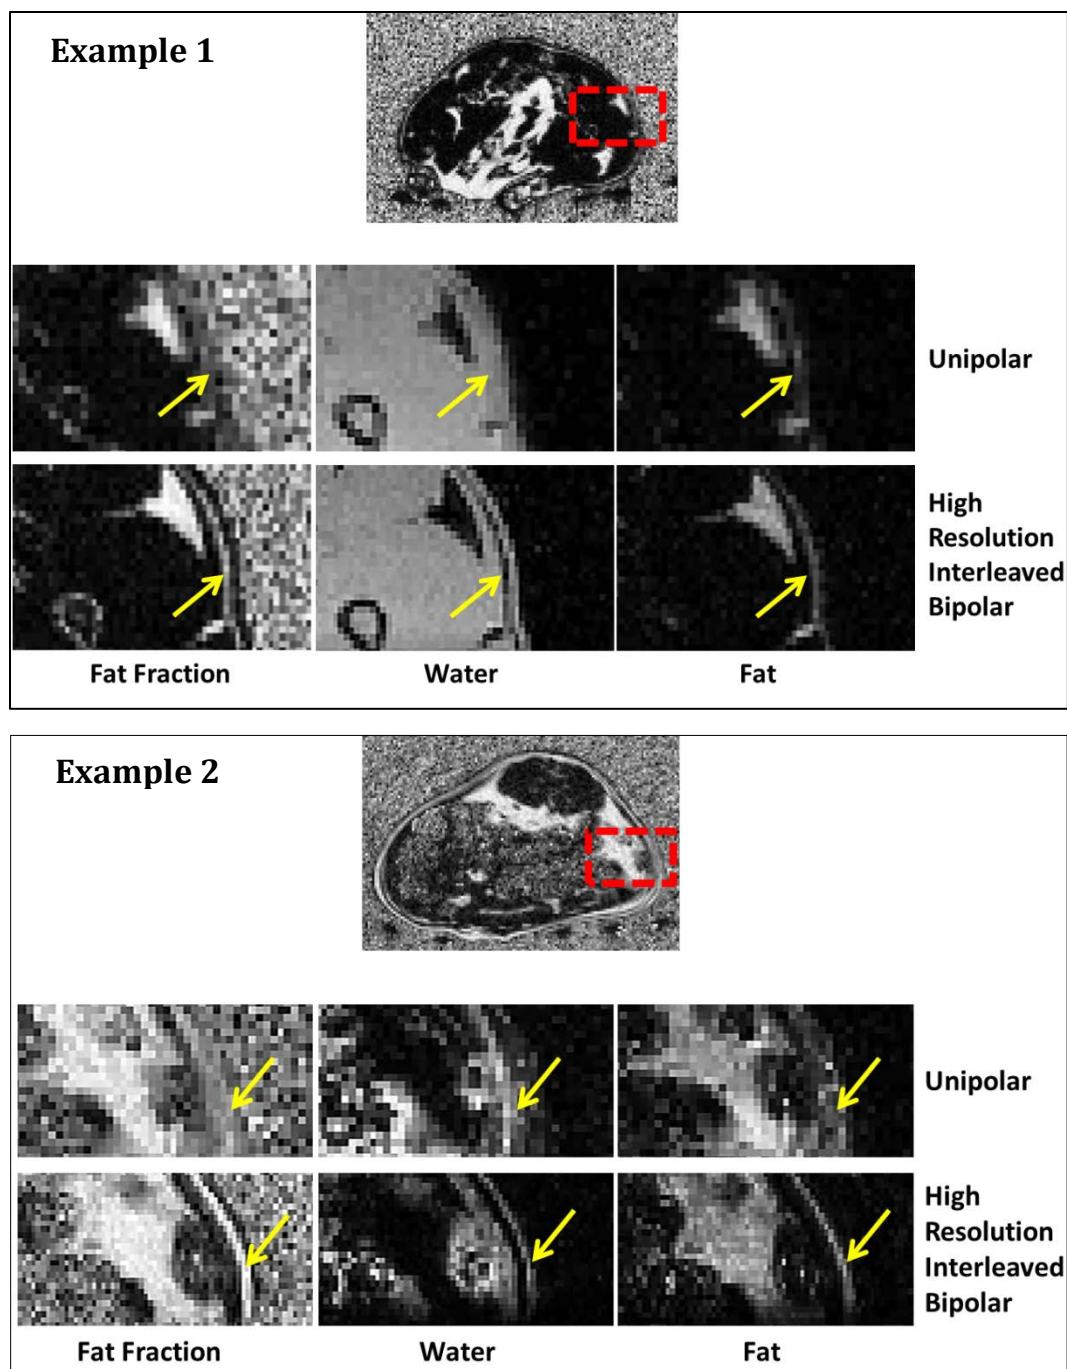 Example 1
Unipolar
High
Resolution
Interleaved
Bipolar
Fat Fraction
Water
Fat
Example 2
Unipolar
High
Resolution
Interleaved
Bipolar
Fat Fraction
Water
Fat